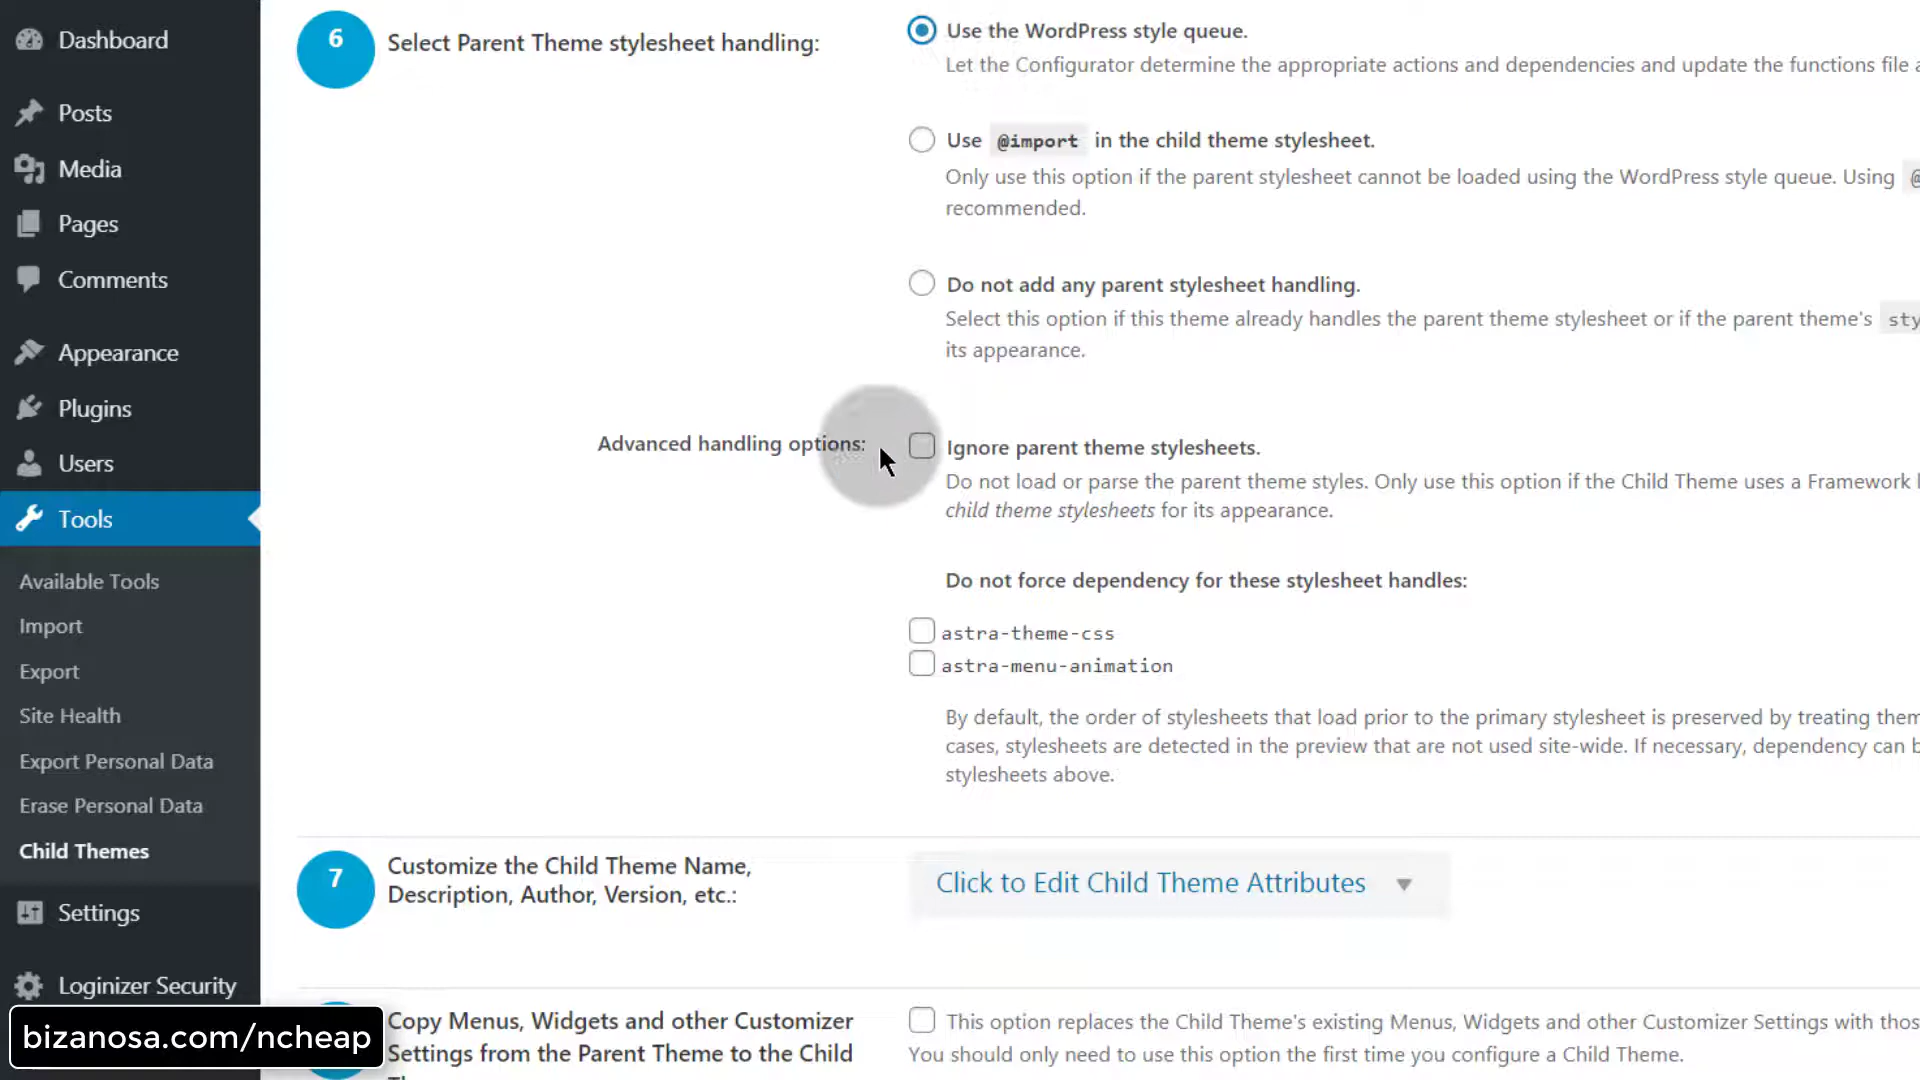 Dashboard
Posts
Media
Pages
Comments
Appearance
Plugins
Users
Tools
Available Tools
Import
Export
Site Health
Export Personal Data
Erase Personal Data
Child Themes
Settings
Loginizer Security
bizanosa.com/ncheap
6
Select Parent Theme stylesheet handling:
Use the WordPress style queue.
Let the Configurator determine the appropriate actions and dependencies and update the functions file
Use @import in the child theme stylesheet.
Only use this option if the parent stylesheet cannot be loaded using the WordPress style queue. Using @
recommended.
Do not add any parent stylesheet handling.
Select this option if this theme already handles the parent theme stylesheet or if the parent theme's sty
its appearance.
Advanced handling options:
Ignore parent theme stylesheets.
Do not load or parse the parent theme styles. Only use this option if the Child Theme uses a Framework
child theme stylesheets for its appearance.
Do not force dependency for these stylesheet handles:
astra-theme-css
astra-menu-animation
By default, the order of stylesheets that load prior to the primary stylesheet is preserved by treating them
cases, stylesheets are detected in the preview that are not used site-wide. If necessary, dependency can b
stylesheets above.
7
Customize the Child Theme Name,
Description, Author, Version, etc.:
Click to Edit Child Theme Attributes
Copy Menus, Widgets and other Customizer
Settings from the Parent Theme to the Child
This option replaces the Child Theme's existing Menus, Widgets and other Customizer Settings with thos
You should only need to use this option the first time you configure a Child Theme.